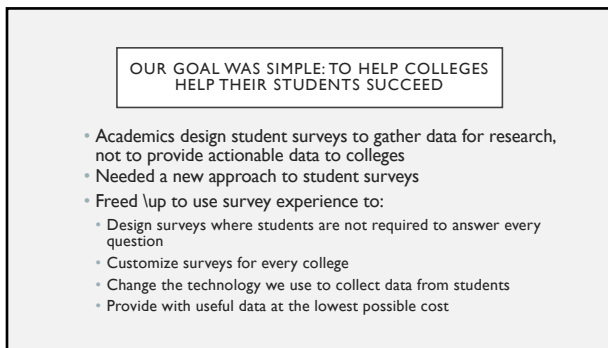 OUR GOAL WAS SIMPLE: TO HELP COLLEGES
HELP THEIR STUDENTS SUCCEED
• Academics design student surveys to gather data for research,
not to provide actionable data to colleges
• Needed a new approach to student surveys
• Freed \up to use survey experience to:
• Design surveys where students are not required to answer every
question
• Customize surveys for every college
• Change the technology we use to collect data from students
• Provide with useful data at the lowest possible cost